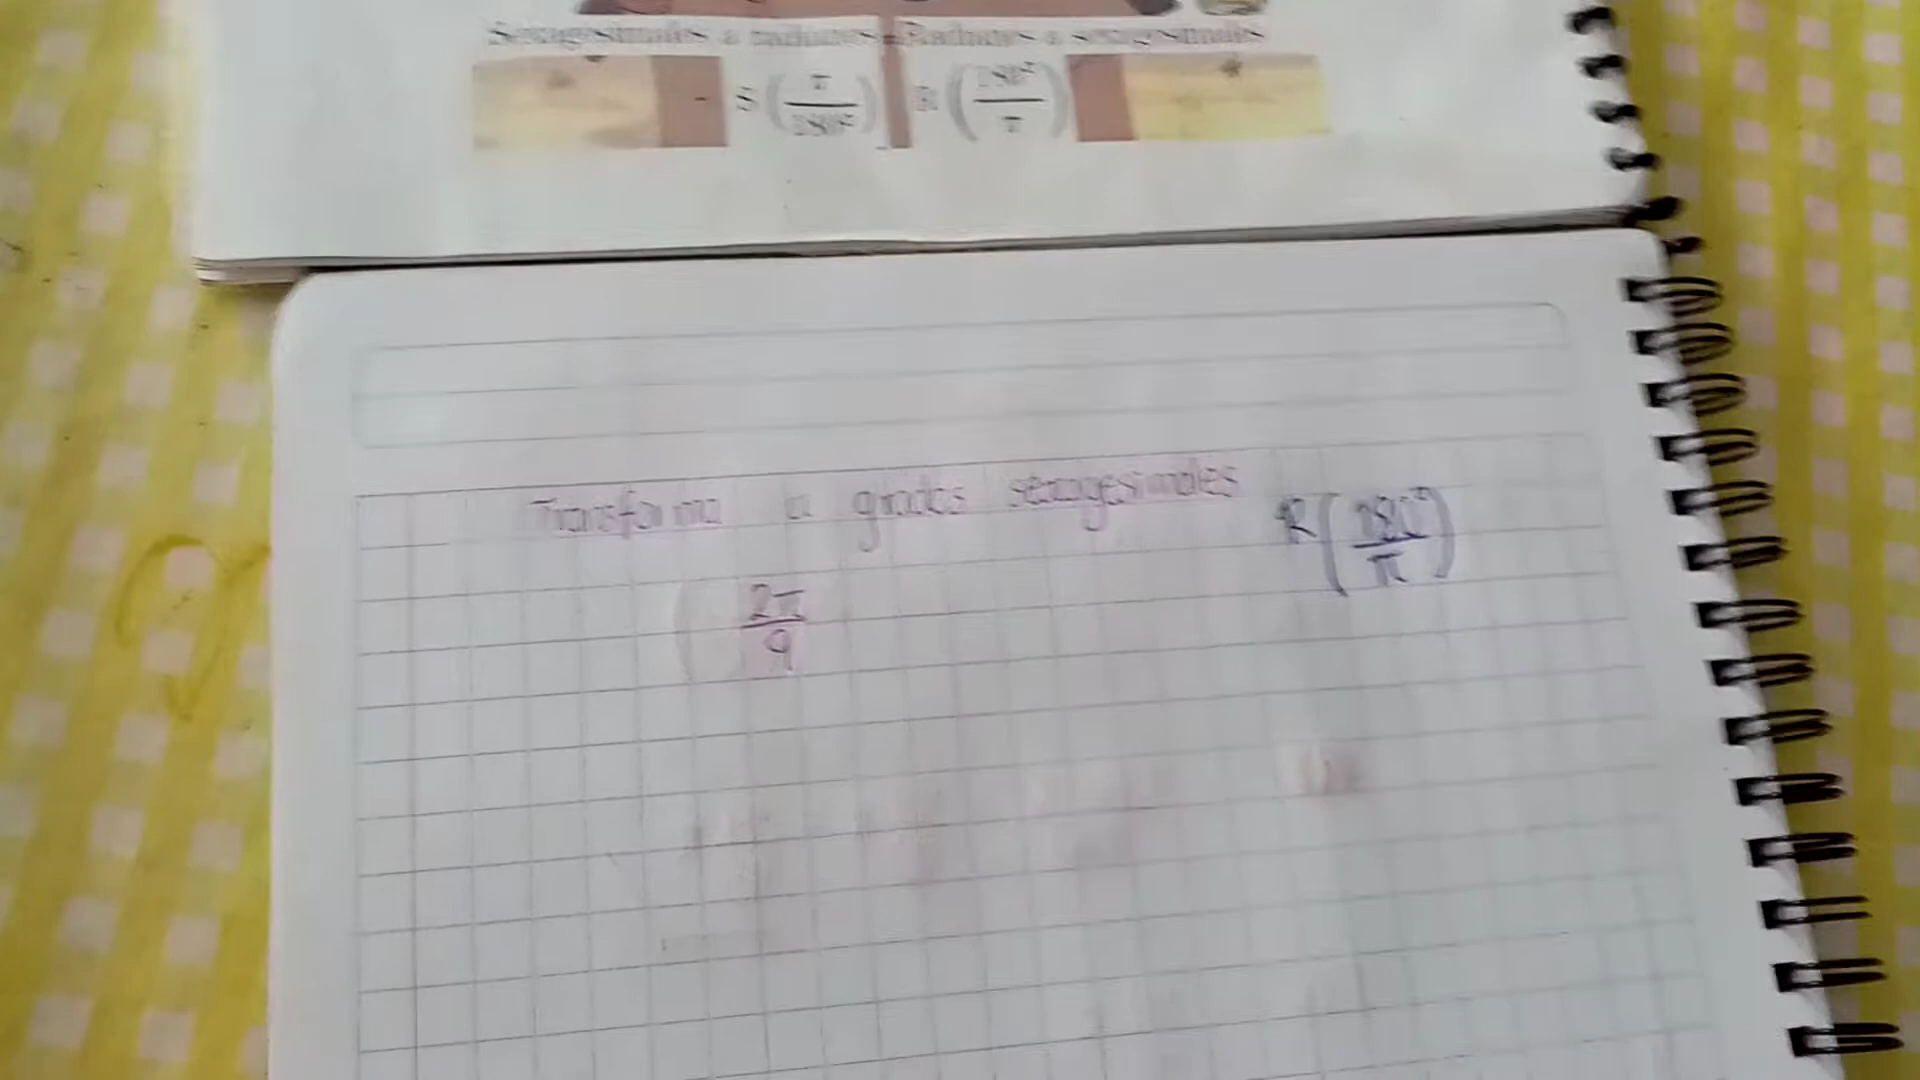 Sexagesimales a radianes Radianes a sexagesimales
S(π/180°) R(180°/π)
Transforma a grados sexagesimales R(180°/π)
2π/9